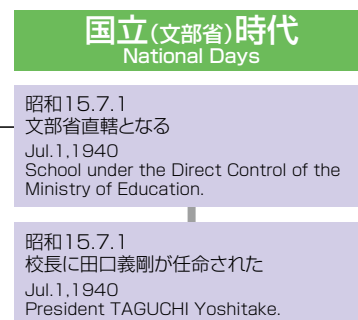 国立(文部省)時代
National Days
昭和15.7.1
文部省直轄となる
Jul.1,1940
School under the Direct Control of the
Ministry of Education.
昭和15.7.1
校長に田口義剛が任命された
Jul.1,1940
President TAGUCHI Yoshitake.